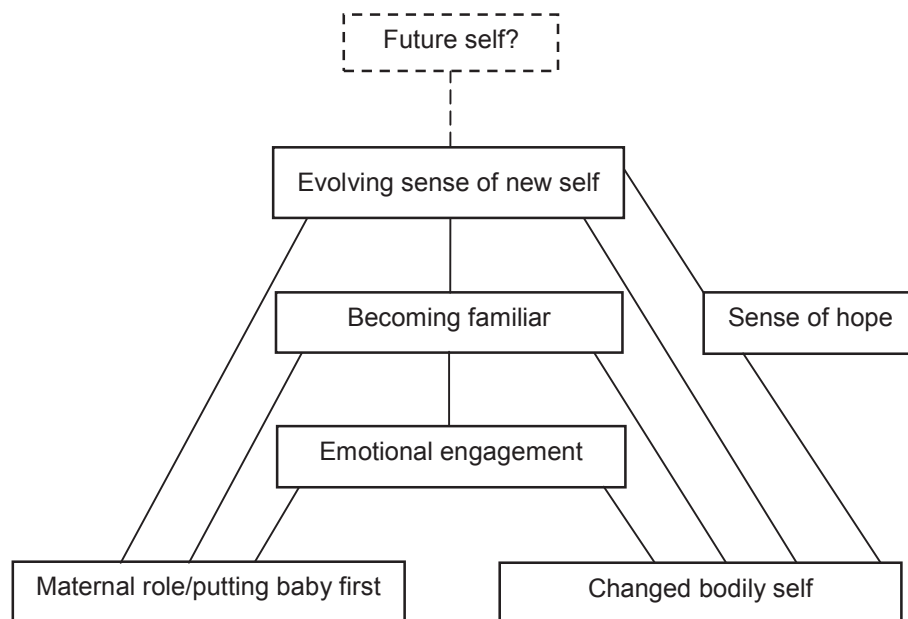 Future self?
Evolving sense of new self
Becoming familiar
Sense of hope
Emotional engagement
Maternal role/putting baby first
Changed bodily self